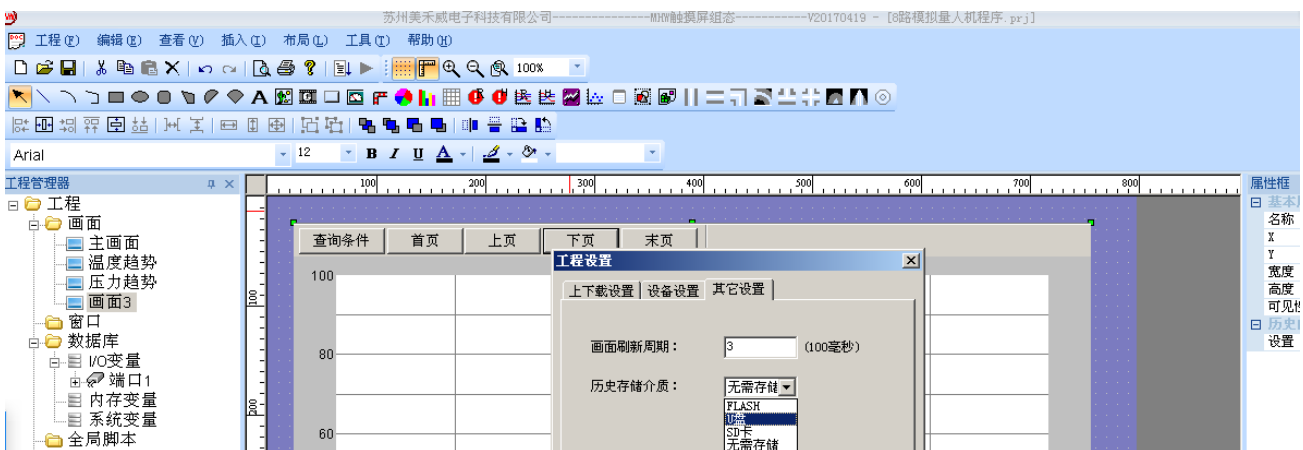 苏州美禾威电子科技有限公司---------------MHW触摸屏组态-----------V20170419 - [8路模拟量人机程序.prj]
工程(F) 编辑(E) 查看(V) 插入(I) 布局(L) 工具(T) 帮助(H)
100%
Arial 12 B I U A
工程管理器
工程
画面
主画面
温度趋势
压力趋势
画面3
窗口
数据库
I/O变量
端口1
内存变量
系统变量
全局脚本
100 200 300 400 500 600 700 800
100
200
查询条件 首页 上页 下页 末页
100
80
60
工程设置
上下载设置 设备设置 其它设置
画面刷新周期： 3 (100毫秒)
历史存储介质： 无需存储
FLASH
U盘
SD卡
无需存储
属性框
基本
名称
X
Y
宽度
高度
可见性
历史
设置